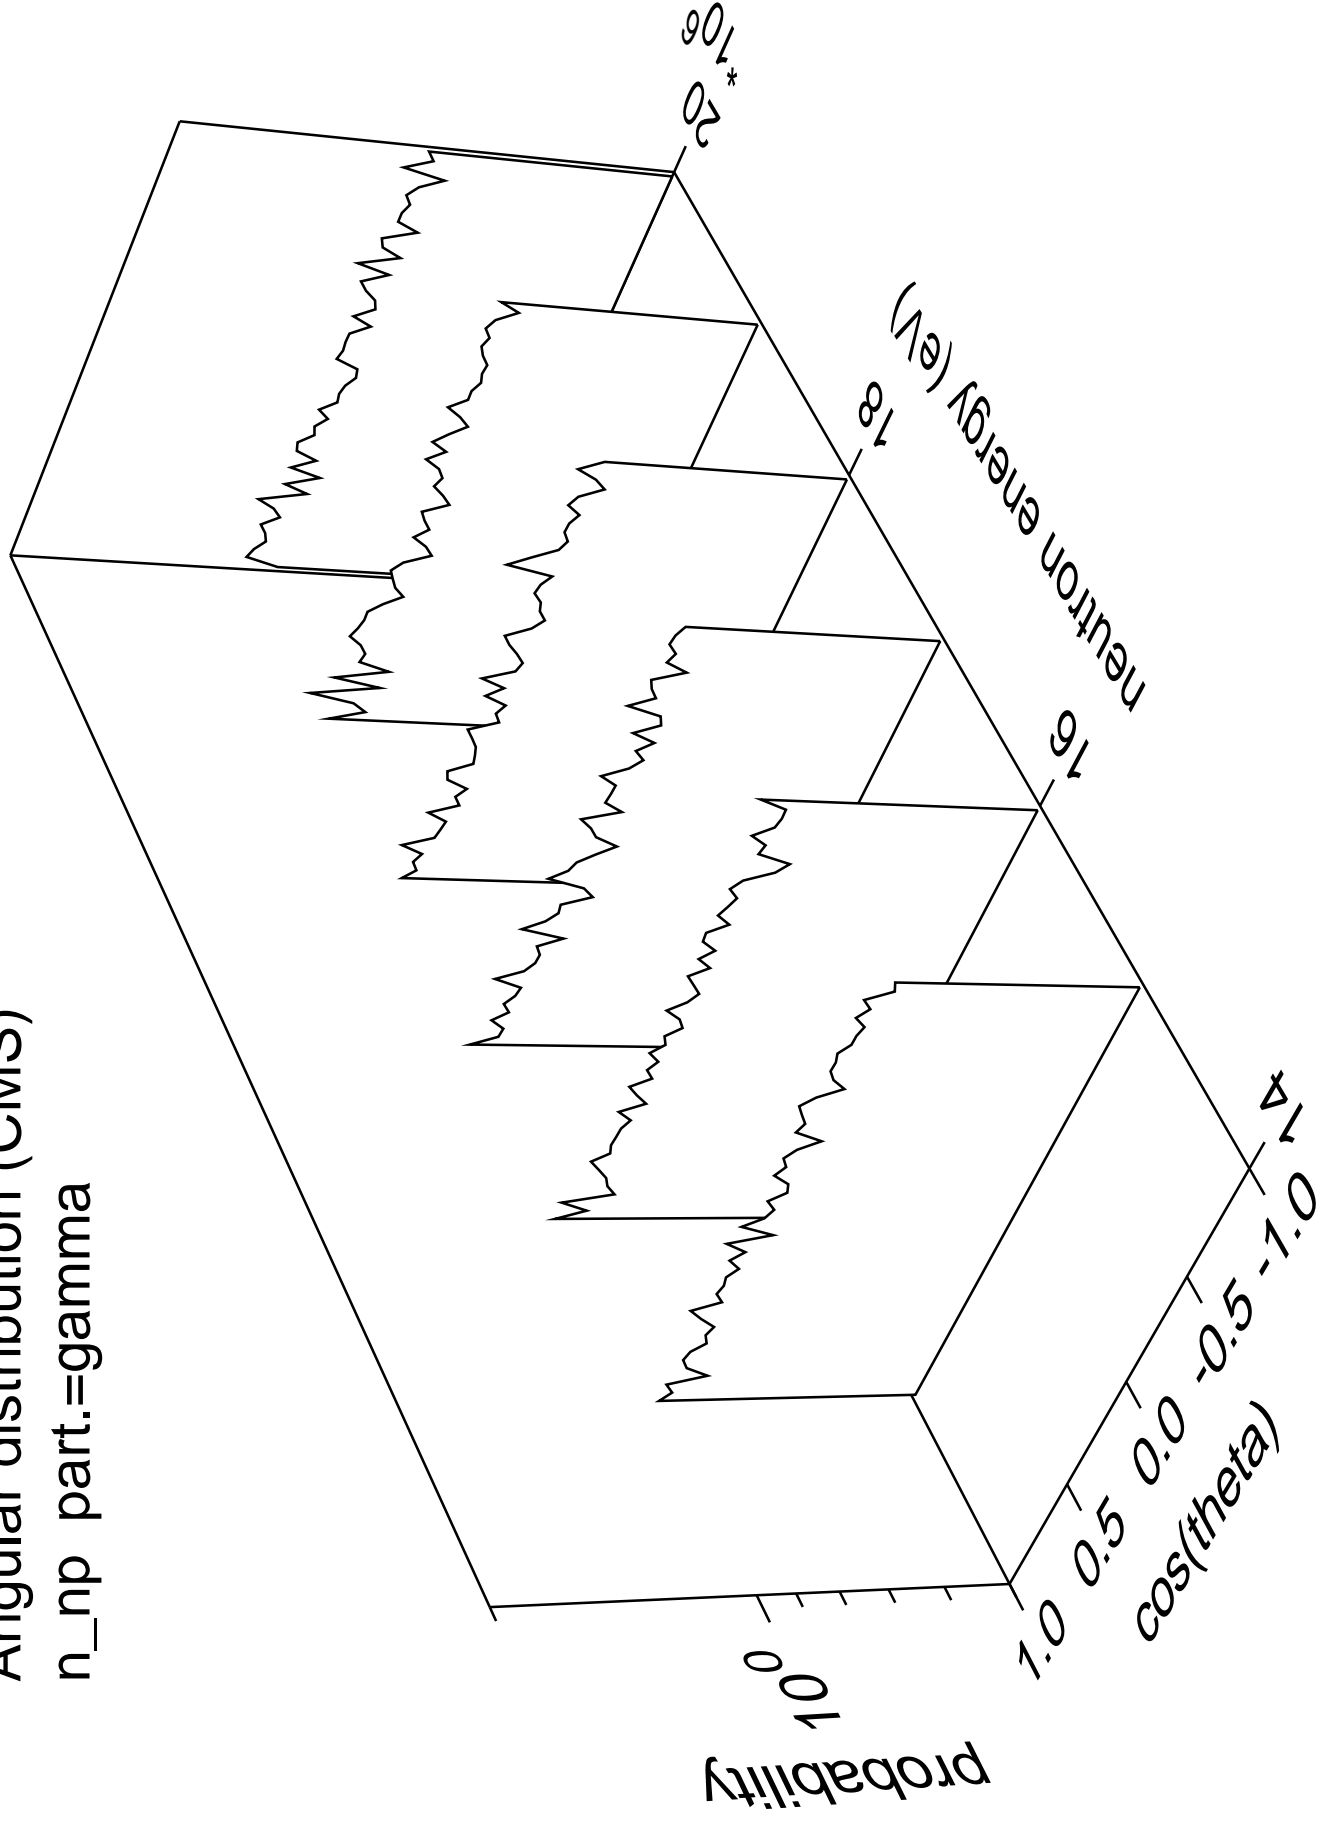 Angular distribution (CMS)
n_np part.=gamma
probability
10^0
1.0 0.5 0.0 -0.5 -1.0
cos(theta)
14 16 18 20 *10^6
neutron energy (eV)